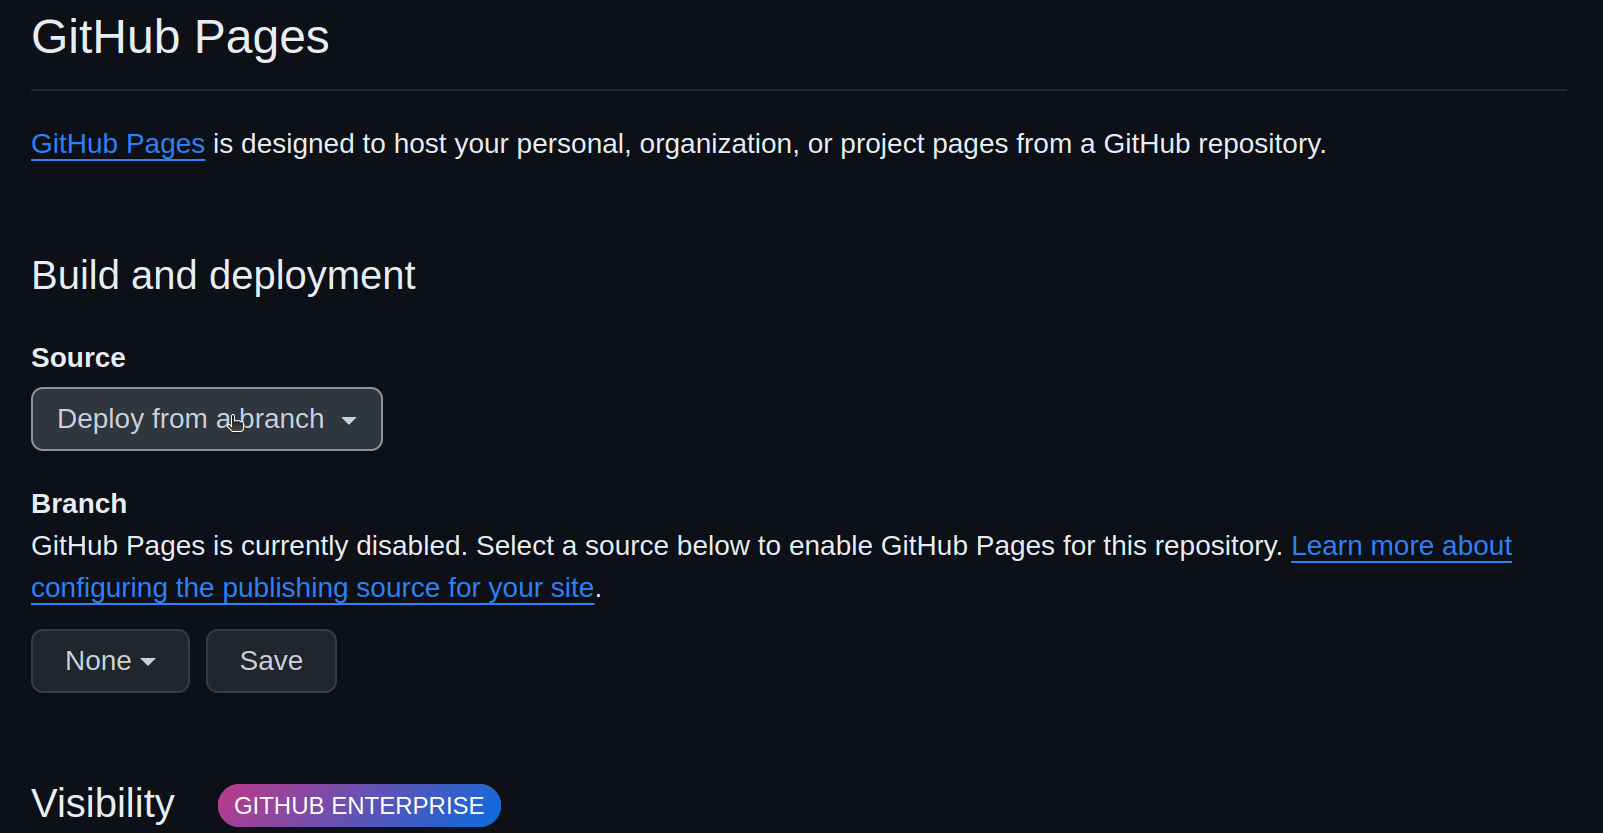 GitHub Pages
GitHub Pages is designed to host your personal, organization, or project pages from a GitHub repository.
Build and deployment
Source
Deploy from a branch
Branch
GitHub Pages is currently disabled. Select a source below to enable GitHub Pages for this repository. Learn more about
configuring the publishing source for your site.
None Save
Visibility GITHUB ENTERPRISE